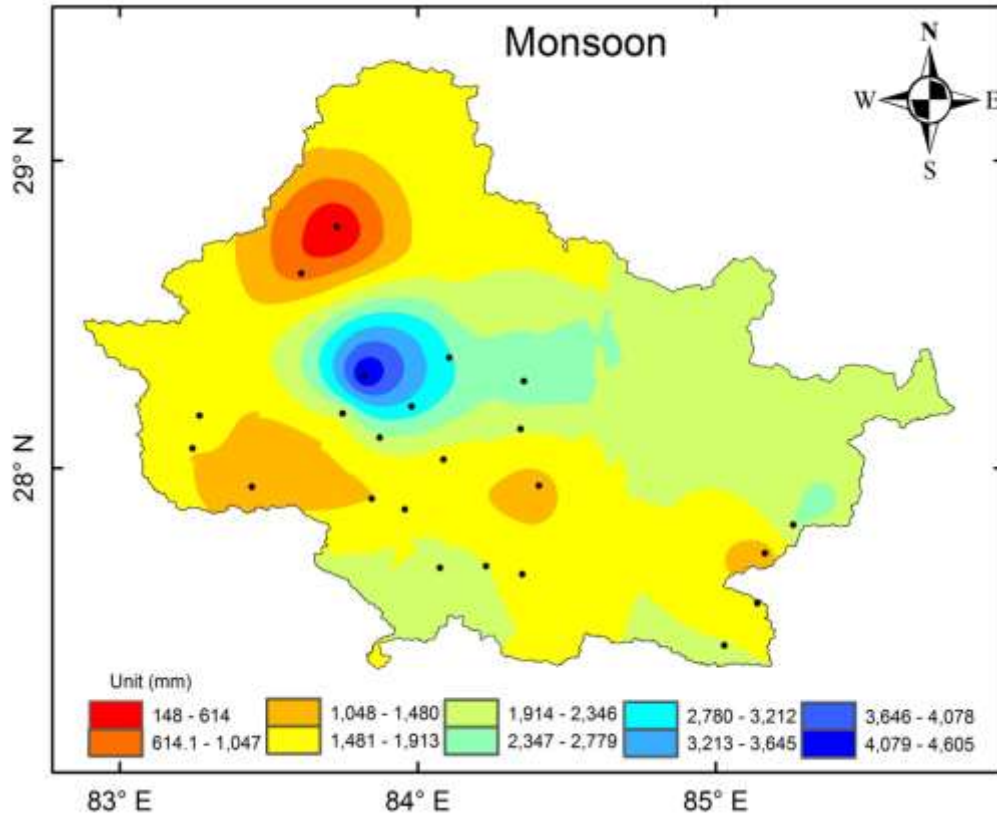 Monsoon
N
W E
S
29° N
28° N
Unit (mm)
148 - 614
614.1 - 1,047
1,048 - 1,480
1,481 - 1,913
1,914 - 2,346
2,347 - 2,779
2,780 - 3,212
3,213 - 3,645
3,646 - 4,078
4,079 - 4,605
83° E 84° E 85° E